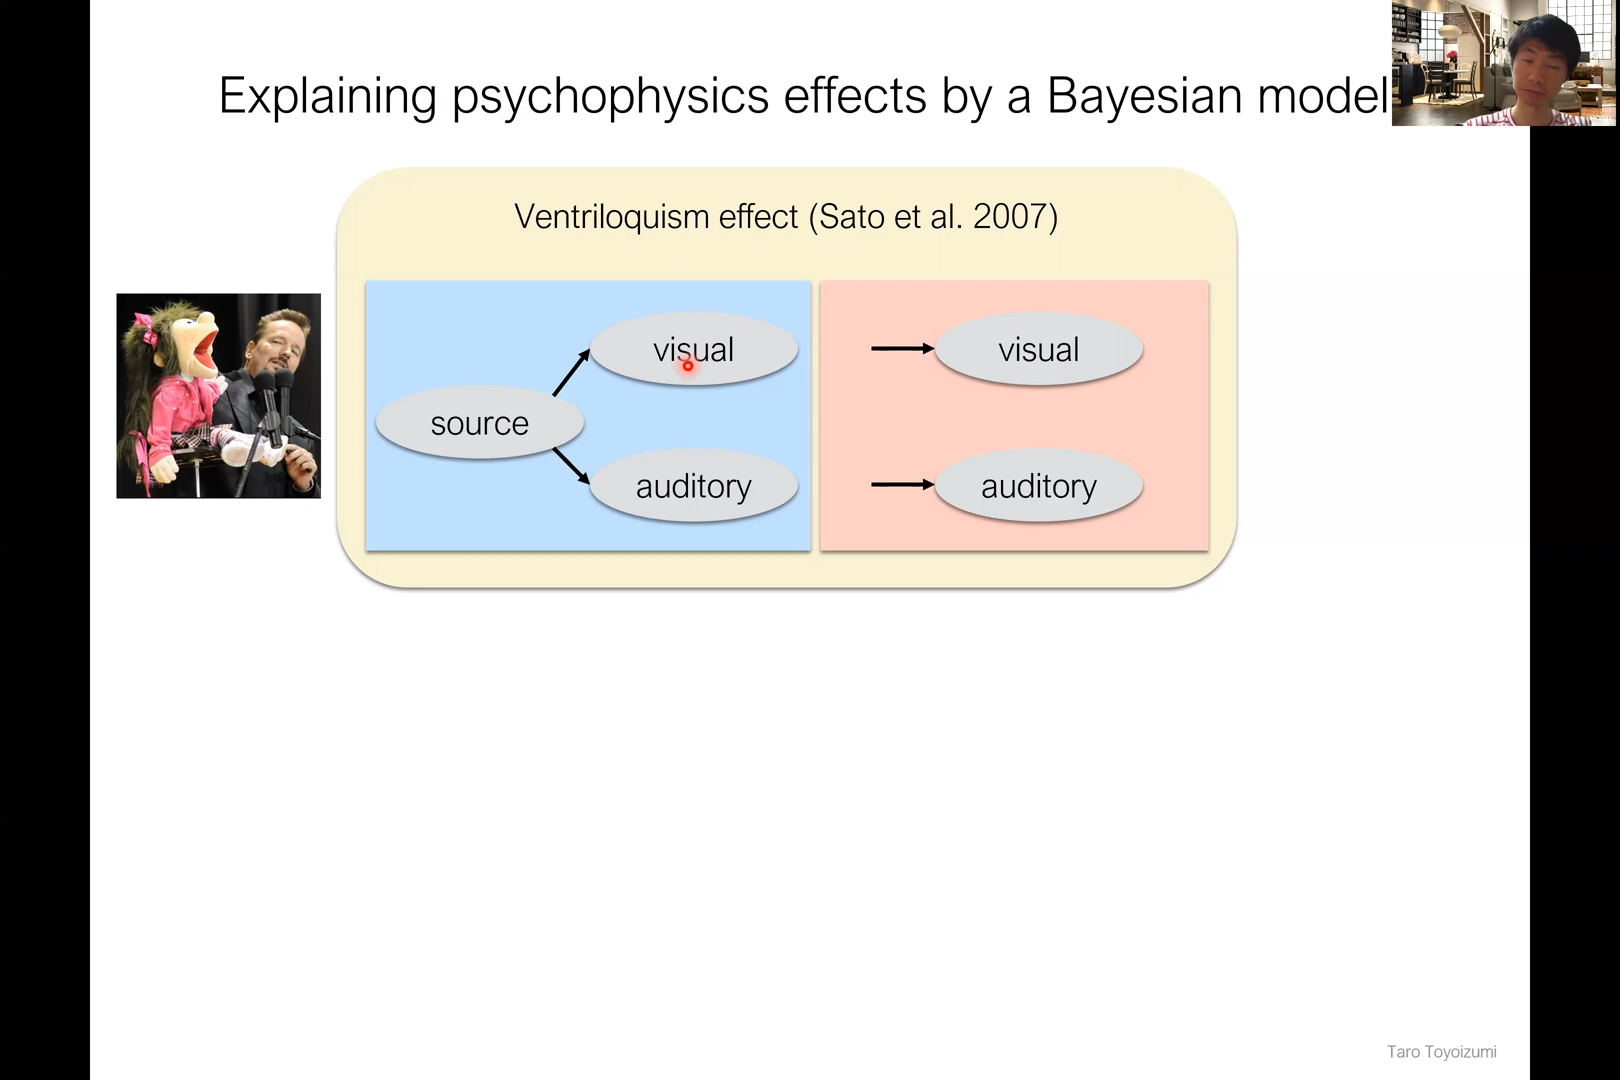 Explaining psychophysics effects by a Bayesian model
Ventriloquism effect (Sato et al. 2007)
visual
visual
source
auditory
auditory
Taro Toyoizumi